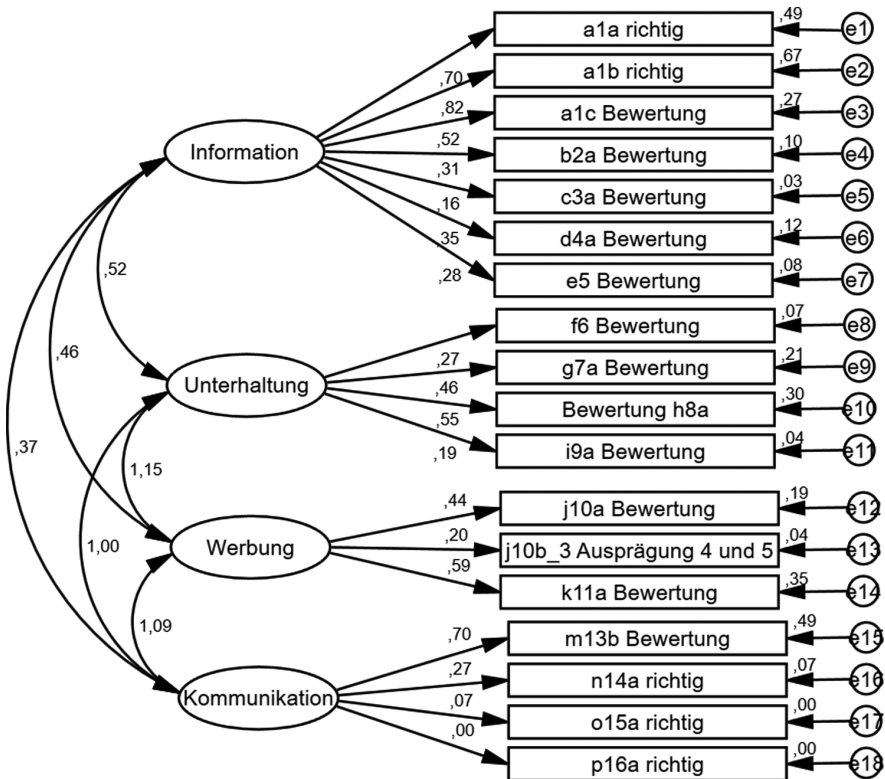 ,49
a1a richtig
e1
,67
,70
a1b richtig
e2
,27
,82
a1c Bewertung
e3
,10
,52
b2a Bewertung
e4
Information
,03
,31
c3a Bewertung
e5
,12
,16
d4a Bewertung
e6
,08
,35
e5 Bewertung
e7
,28
,52
,07
f6 Bewertung
e8
,21
,27
g7a Bewertung
e9
Unterhaltung
,30
,46
Bewertung h8a
e10
,04
,55
i9a Bewertung
e11
,19
,46
,37
1,15
,19
,44
j10a Bewertung
e12
1,00
Werbung
,04
,20
j10b_3 Ausprägung 4 und 5
e13
,35
,59
k11a Bewertung
e14
1,09
,49
,70
m13b Bewertung
e15
,07
,27
n14a richtig
e16
Kommunikation
,00
,07
o15a richtig
e17
,00
,00
p16a richtig
e18